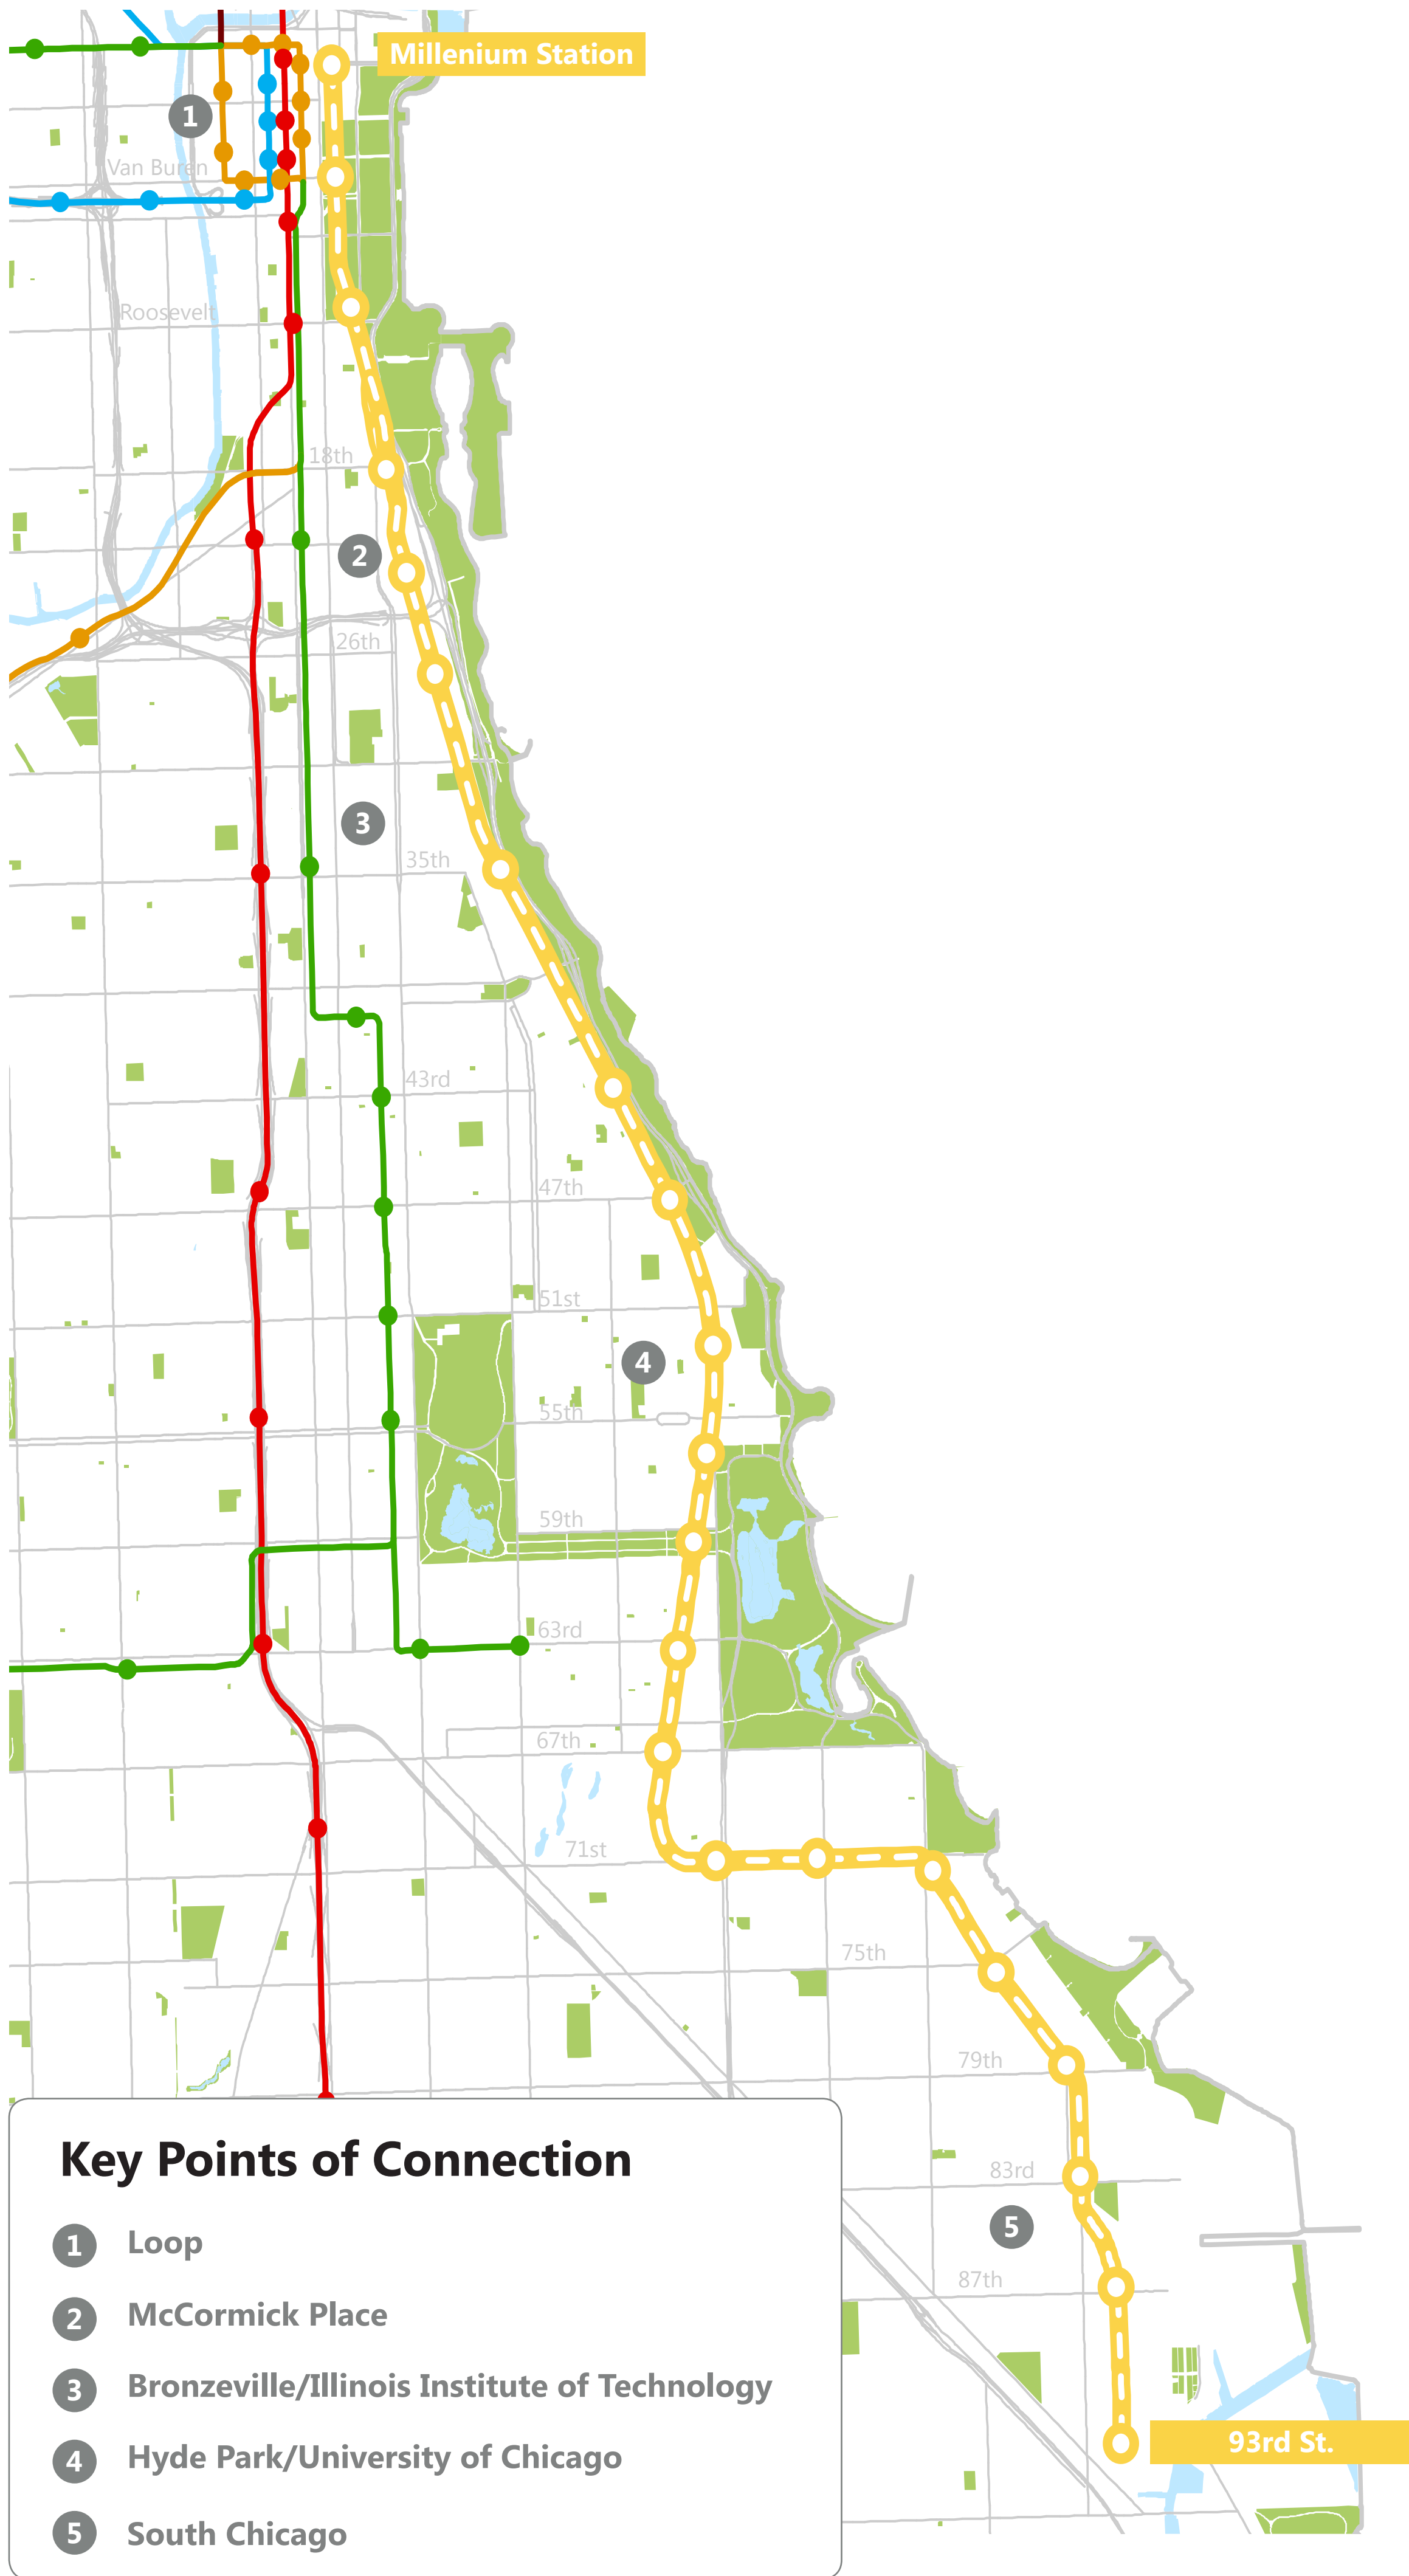 Millenium Station
1
Van Buren
Roosevelt
18th
2
26th
3
35th
43rd
47th
51st
4
55th
59th
63rd
67th
71st
75th
79th
83rd
5
87th
93rd St.
Key Points of Connection
1 Loop
2 McCormick Place
3 Bronzeville/Illinois Institute of Technology
4 Hyde Park/University of Chicago
5 South Chicago